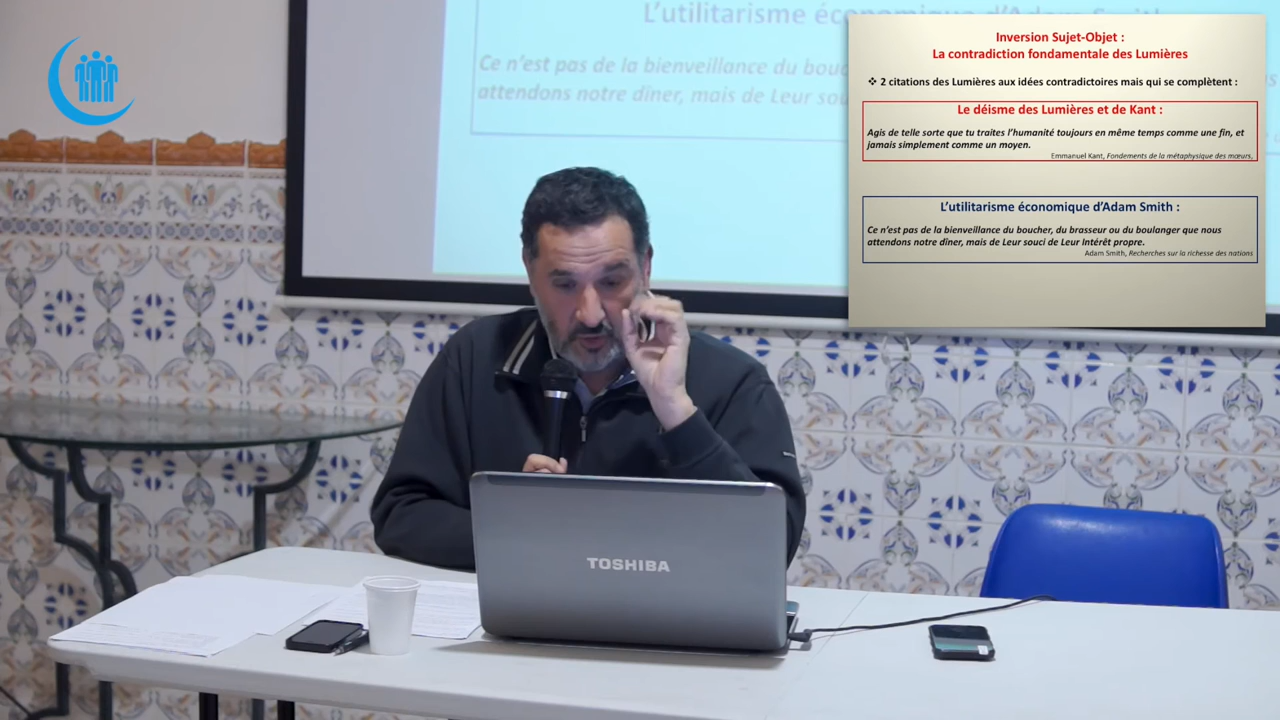 L'utilitarisme économique d'Adam Smith
Ce n'est pas de la bienveillance du
attendons notre dîner, mais de Leur
Inversion Sujet-Objet :
La contradiction fondamentale des Lumières
❖ 2 citations des Lumières aux idées contradictoires mais qui se complètent :
Le déisme des Lumières et de Kant :
Agis de telle sorte que tu traites l'humanité toujours en même temps comme une fin, et
jamais simplement comme un moyen.
Emmanuel Kant, Fondements de la métaphysique des mœurs,
L'utilitarisme économique d'Adam Smith :
Ce n'est pas de la bienveillance du boucher, du brasseur ou du boulanger que nous
attendons notre dîner, mais de Leur souci de Leur Intérêt propre.
Adam Smith, Recherches sur la richesse des nations
TOSHIBA